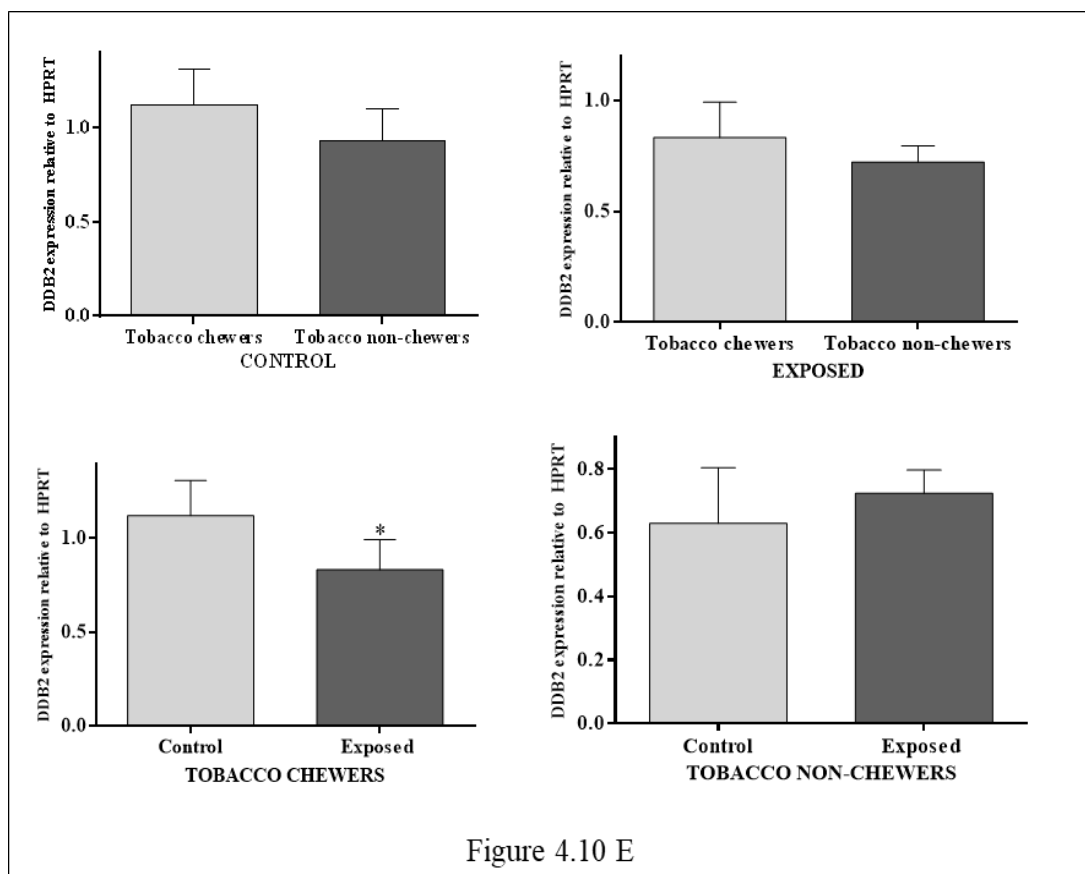 DDB2 expression relative to HPRT
1.0
0.5
0.0
Tobacco chewers Tobacco non-chewers
CONTROL
DDB2 expression relative to HPRT
1.0
0.5
0.0
Tobacco chewers Tobacco non-chewers
EXPOSED
DDB2 expression relative to HPRT
1.0
0.5
0.0
*
Control Exposed
TOBACCO CHEWERS
DDB2 expression relative to HPRT
0.8
0.6
0.4
0.2
0.0
Control Exposed
TOBACCO NON-CHEWERS
Figure 4.10 E